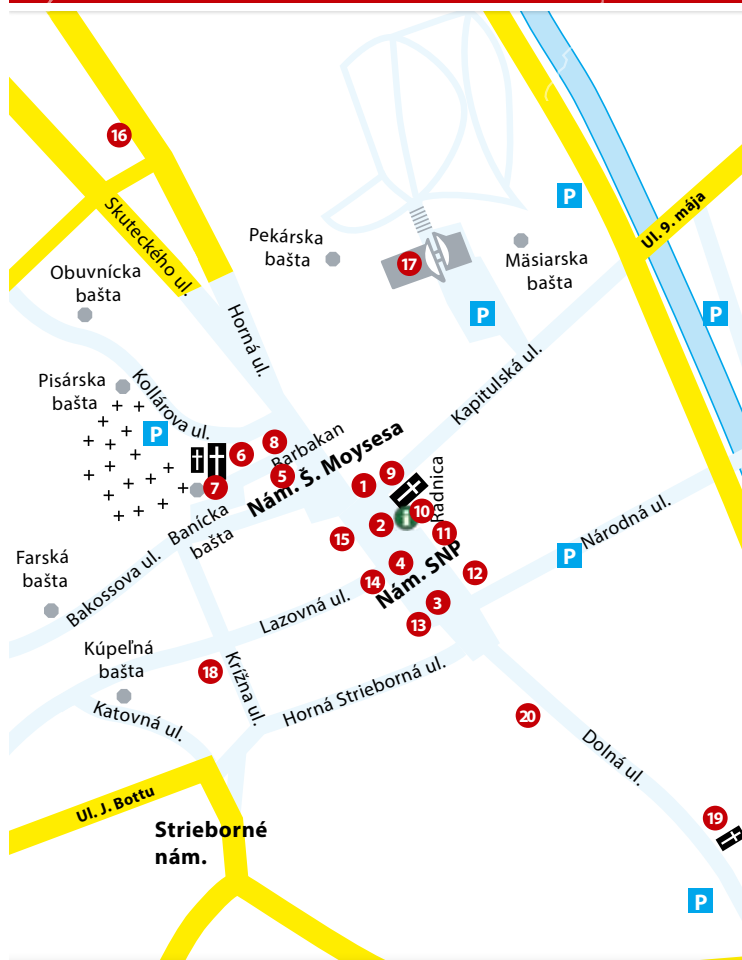 16
P
Skuteckého ul.
Ul. 9. mája
Pekárska
bašta
17
Mäsiarska
bašta
Obuvnícka
bašta
P
P
Horná ul.
Kapitulská ul.
Pisárska
bašta
Kollárova ul.
P
8
Barbakan
6
Nám. Š. Moysesa
9
5
1
7
Radnica
10
i
2
11
Banícka
bašta
15
Nám. SNP
Národná ul.
P
4
12
14
Farská
bašta
Bakossova ul.
Lazovná ul.
3
13
Kúpeľná
bašta
18
Krížna ul.
Horná Strieborná ul.
Katovná ul.
20
Dolná ul.
Ul. J. Bottu
Strieborné
nám.
19
P